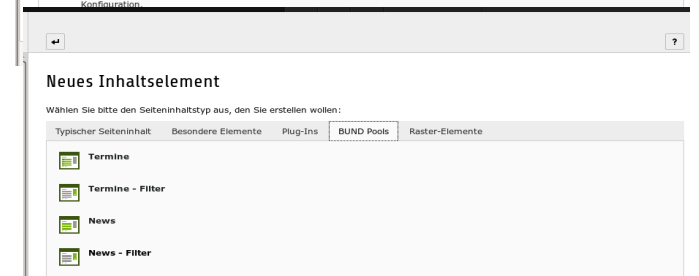 Konfiguration.
?
Neues Inhaltselement
Wählen Sie bitte den Seiteninhaltstyp aus, den Sie erstellen wollen:
Typischer Seiteninhalt Besondere Elemente Plug-Ins BUND Pools Raster-Elemente
Termine
Termine - Filter
News
News - Filter